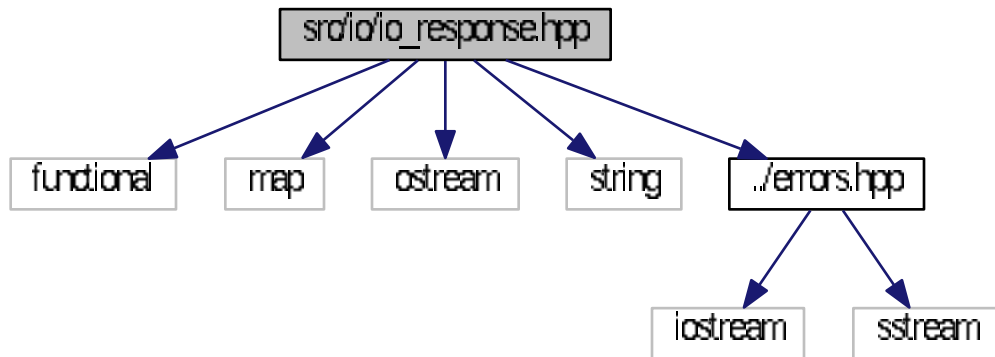 src/io/io_response.hpp
functional
map
ostream
string
../errors.hpp
iostream
sstream